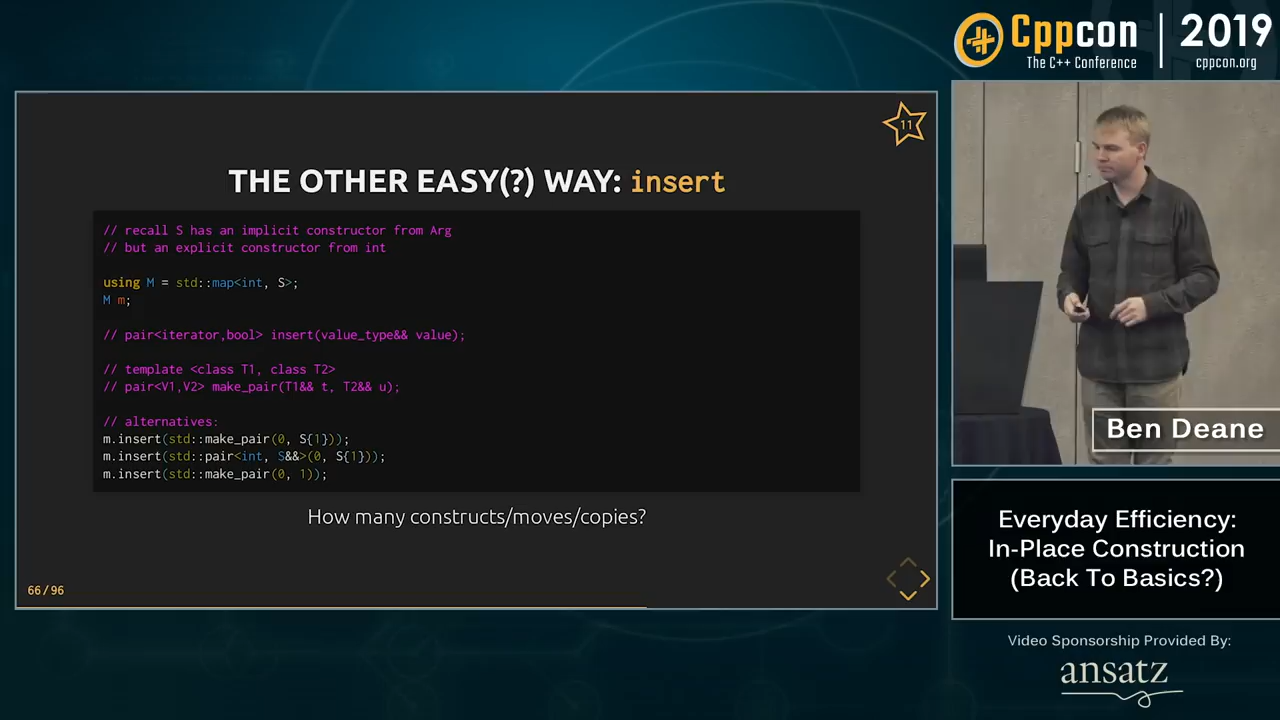 Cppcon | 2019
The C++ Conference
cppcon.org
11
THE OTHER EASY(?) WAY: insert
// recall S has an implicit constructor from Arg
// but an explicit constructor from int
using M = std::map<int, S>;
M m;
// pair<iterator,bool> insert(value_type&& value);
// template <class T1, class T2>
// pair<V1,V2> make_pair(T1&& t, T2&& u);
// alternatives:
m.insert(std::make_pair(0, S{1}));
m.insert(std::pair<int, S&&>(0, S{1}));
m.insert(std::make_pair(0, 1));
How many constructs/moves/copies?
66/96
Ben Deane
Everyday Efficiency:
In-Place Construction
(Back To Basics?)
Video Sponsorship Provided By:
ansatz